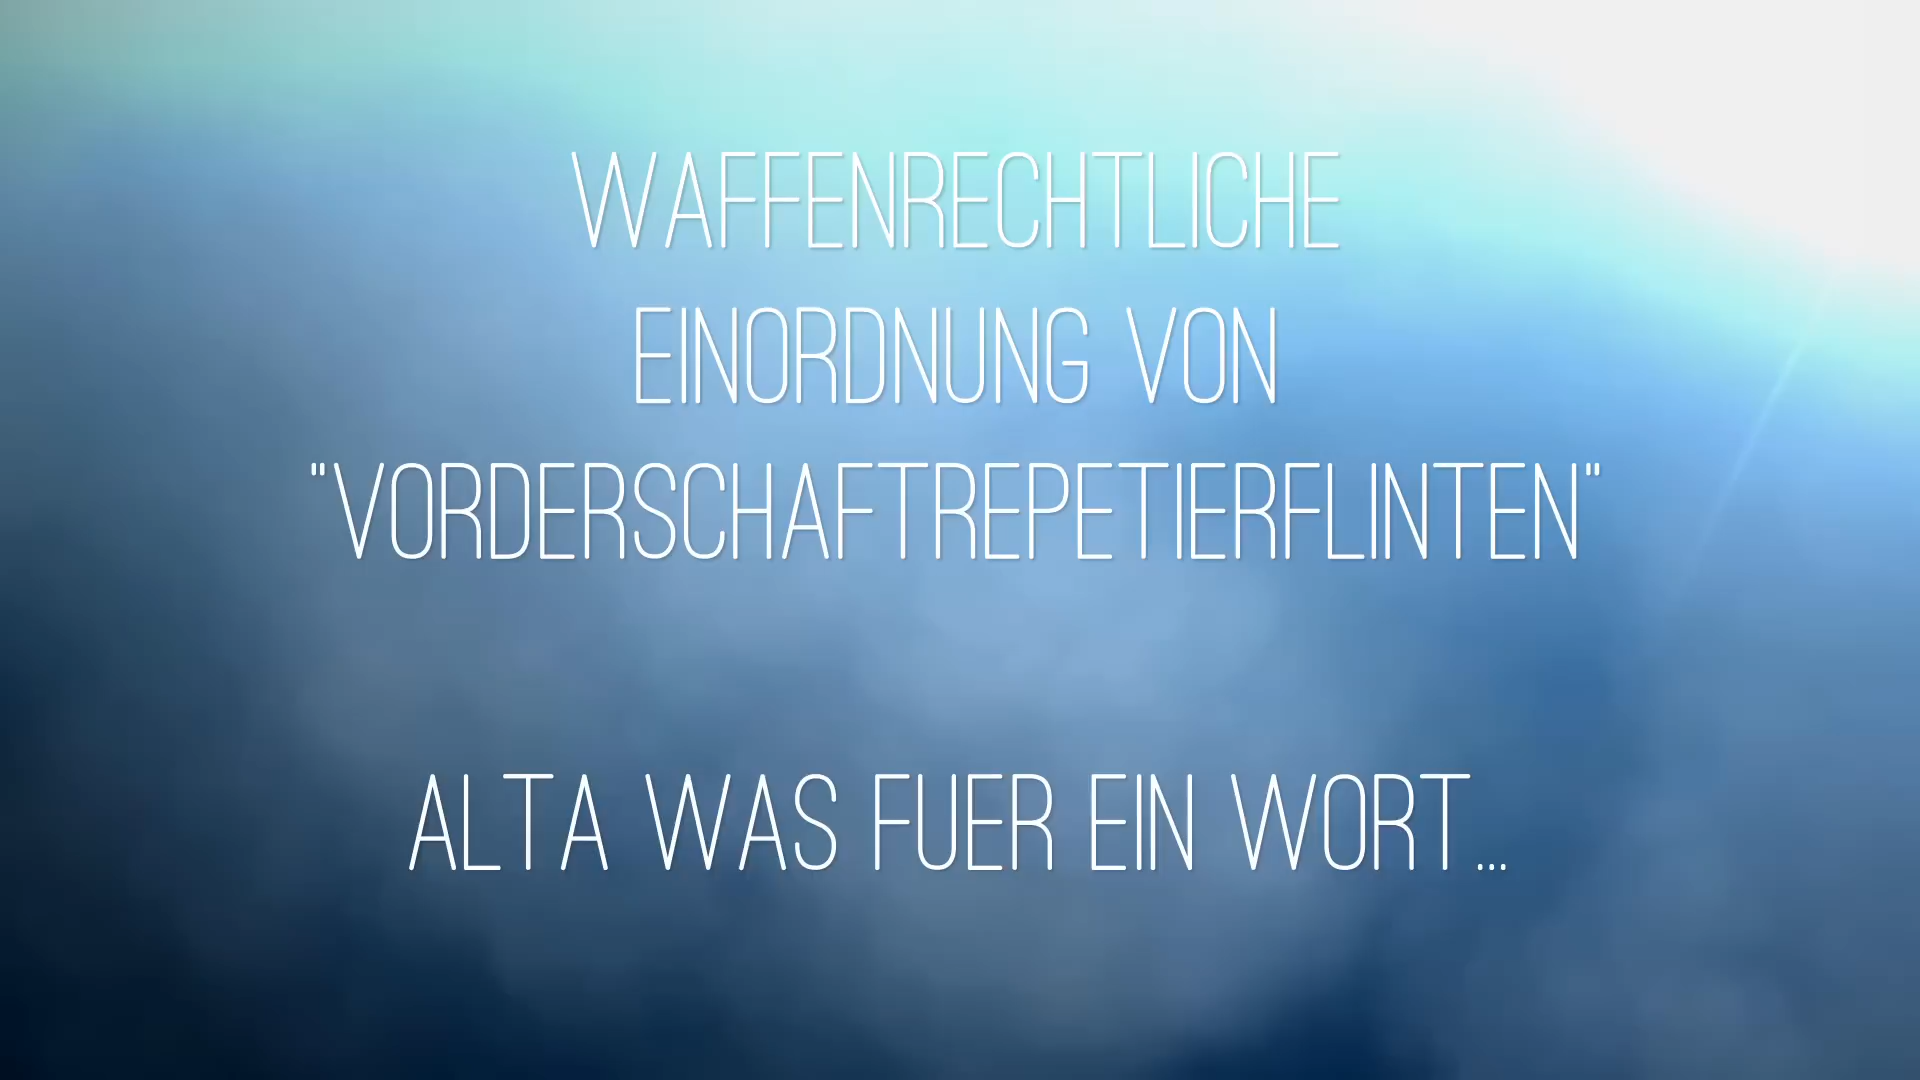 WAFFENRECHTLICHE
EINORDNUNG VON
"VORDERSCHAFTREPETIERFLINTEN"
ALTA WAS FUER EIN WORT...